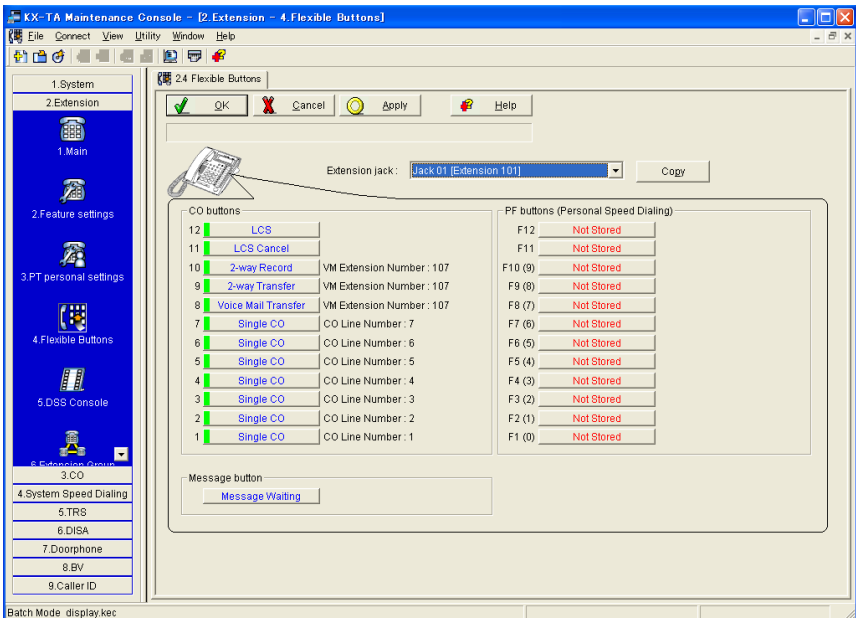 KX-TA Maintenance Console - [2.Extension - 4.Flexible Buttons]
File Connect View Utility Window Help
1.System
2.Extension
1.Main
2.Feature settings
3.PT personal settings
4.Flexible Buttons
5.DSS Console
6.Extension Group
3.CO
4.System Speed Dialing
5.TRS
6.DISA
7.Doorphone
8.BV
9.Caller ID
2.4 Flexible Buttons
OK Cancel Apply Help
Extension jack : Jack 01 [Extension 101] Copy
CO buttons
12 LCS
11 LCS Cancel
10 2-way Record VM Extension Number : 107
9 2-way Transfer VM Extension Number : 107
8 Voice Mail Transfer VM Extension Number : 107
7 Single CO CO Line Number : 7
6 Single CO CO Line Number : 6
5 Single CO CO Line Number : 5
4 Single CO CO Line Number : 4
3 Single CO CO Line Number : 3
2 Single CO CO Line Number : 2
1 Single CO CO Line Number : 1
PF buttons (Personal Speed Dialing)
F12 Not Stored
F11 Not Stored
F10 (9) Not Stored
F9 (8) Not Stored
F8 (7) Not Stored
F7 (6) Not Stored
F6 (5) Not Stored
F5 (4) Not Stored
F4 (3) Not Stored
F3 (2) Not Stored
F2 (1) Not Stored
F1 (0) Not Stored
Message button
Message Waiting
Batch Mode display.kec